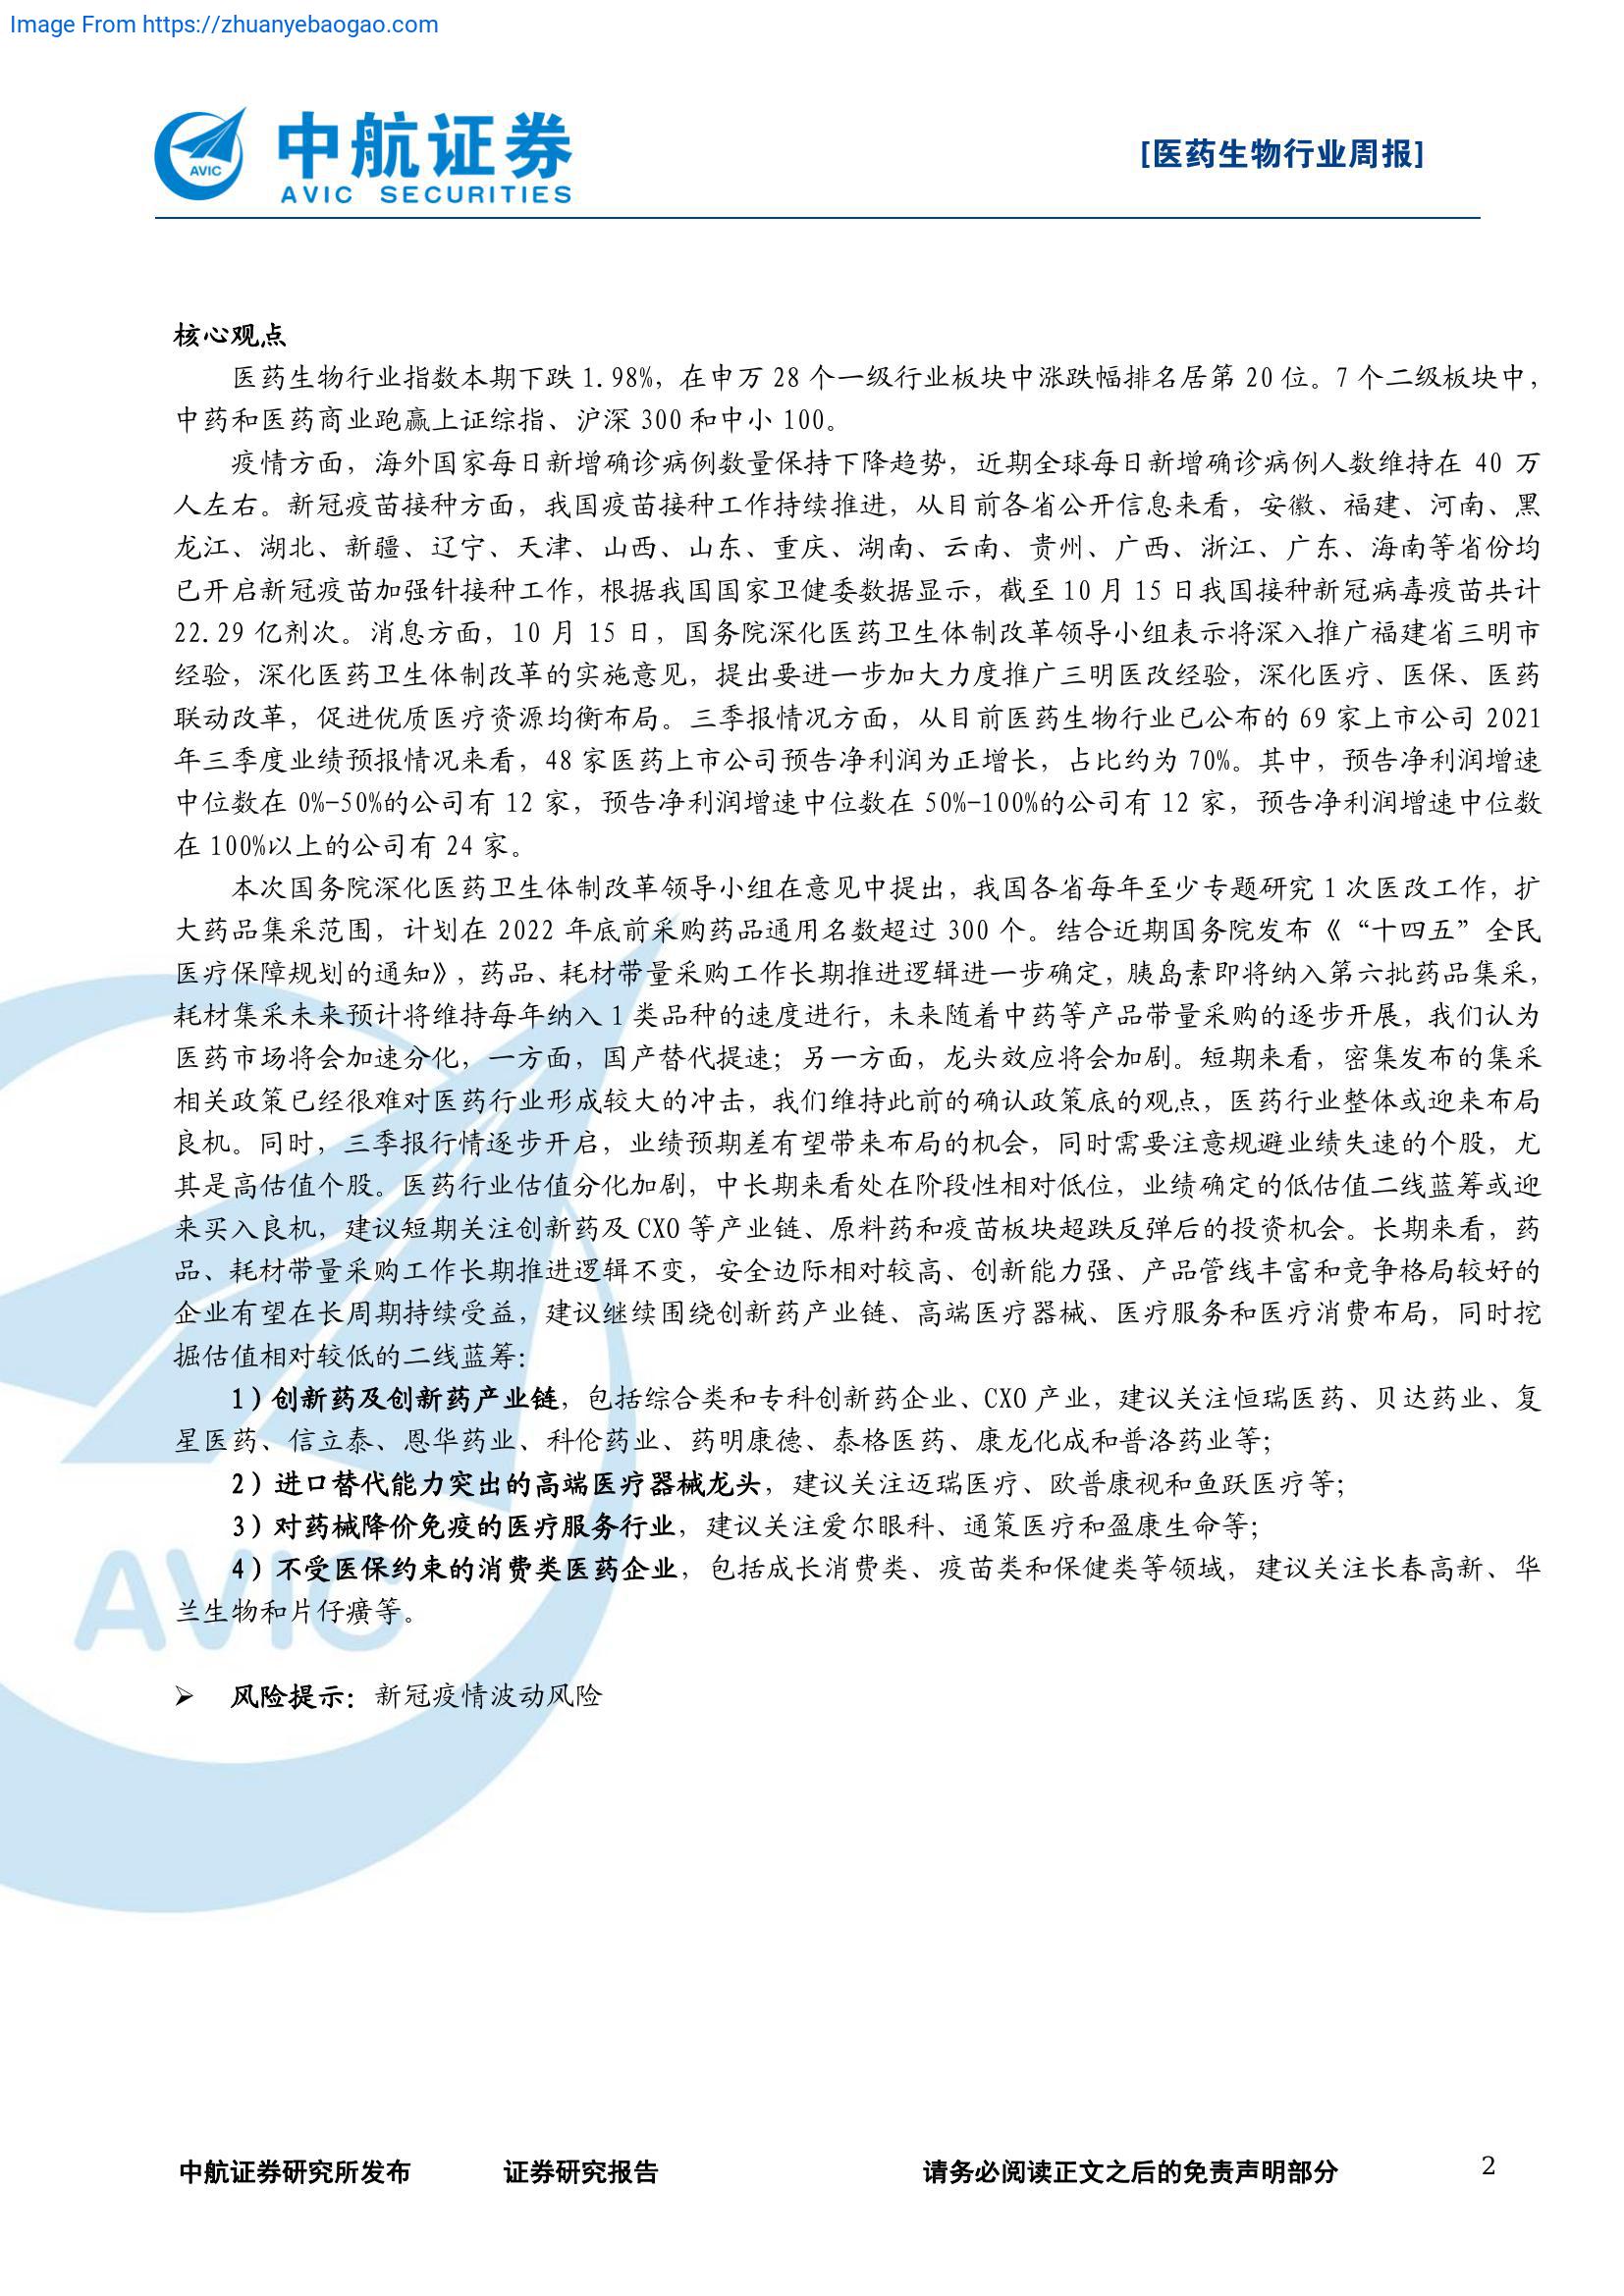 Image From https://zhuanyebaogao.com
AVIC
中航证券
AVIC SECURITIES
[医药生物行业周报]
核心观点
医药生物行业指数本期下跌 1.98%，在申万 28 个一级行业板块中涨跌幅排名居第 20 位。7 个二级板块中，
中药和医药商业跑赢上证综指、沪深 300 和中小 100。
疫情方面，海外国家每日新增确诊病例数量保持下降趋势，近期全球每日新增确诊病例人数维持在 40 万
人左右。新冠疫苗接种方面，我国疫苗接种工作持续推进，从目前各省公开信息来看，安徽、福建、河南、黑
龙江、湖北、新疆、辽宁、天津、山西、山东、重庆、湖南、云南、贵州、广西、浙江、广东、海南等省份均
已开启新冠疫苗加强针接种工作，根据我国国家卫健委数据显示，截至 10 月 15 日我国接种新冠病毒疫苗共计
22.29 亿剂次。消息方面，10 月 15 日，国务院深化医药卫生体制改革领导小组表示将深入推广福建省三明市
经验，深化医药卫生体制改革的实施意见，提出要进一步加大力度推广三明医改经验，深化医疗、医保、医药
联动改革，促进优质医疗资源均衡布局。三季报情况方面，从目前医药生物行业已公布的 69 家上市公司 2021
年三季度业绩预报情况来看，48 家医药上市公司预告净利润为正增长，占比约为 70%。其中，预告净利润增速
中位数在 0%-50%的公司有 12 家，预告净利润增速中位数在 50%-100%的公司有 12 家，预告净利润增速中位数
在 100%以上的公司有 24 家。
本次国务院深化医药卫生体制改革领导小组在意见中提出，我国各省每年至少专题研究 1 次医改工作，扩
大药品集采范围，计划在 2022 年底前采购药品通用名数超过 300 个。结合近期国务院发布《“十四五”全民
医疗保障规划的通知》，药品、耗材带量采购工作长期推进逻辑进一步确定，胰岛素即将纳入第六批药品集采，
耗材集采未来预计将维持每年纳入 1 类品种的速度进行，未来随着中药等产品带量采购的逐步开展，我们认为
医药市场将会加速分化，一方面，国产替代提速；另一方面，龙头效应将会加剧。短期来看，密集发布的集采
相关政策已经很难对医药行业形成较大的冲击，我们维持此前的确认政策底的观点，医药行业整体或迎来布局
良机。同时，三季报行情逐步开启，业绩预期差有望带来布局的机会，同时需要注意规避业绩失速的个股，尤
其是高估值个股。医药行业估值分化加剧，中长期来看处在阶段性相对低位，业绩确定的低估值二线蓝筹或迎
来买入良机，建议短期关注创新药及 CXO 等产业链、原料药和疫苗板块超跌反弹后的投资机会。长期来看，药
品、耗材带量采购工作长期推进逻辑不变，安全边际相对较高、创新能力强、产品管线丰富和竞争格局较好的
企业有望在长周期持续受益，建议继续围绕创新药产业链、高端医疗器械、医疗服务和医疗消费布局，同时挖
掘估值相对较低的二线蓝筹：
1）创新药及创新药产业链，包括综合类和专科创新药企业、CXO 产业，建议关注恒瑞医药、贝达药业、复
星医药、信立泰、恩华药业、科伦药业、药明康德、泰格医药、康龙化成和普洛药业等；
2）进口替代能力突出的高端医疗器械龙头，建议关注迈瑞医疗、欧普康视和鱼跃医疗等；
3）对药械降价免疫的医疗服务行业，建议关注爱尔眼科、通策医疗和盈康生命等；
4）不受医保约束的消费类医药企业，包括成长消费类、疫苗类和保健类等领域，建议关注长春高新、华
兰生物和片仔癀等。
AVIC
➢ 风险提示：新冠疫情波动风险
中航证券研究所发布 证券研究报告 请务必阅读正文之后的免责声明部分 2